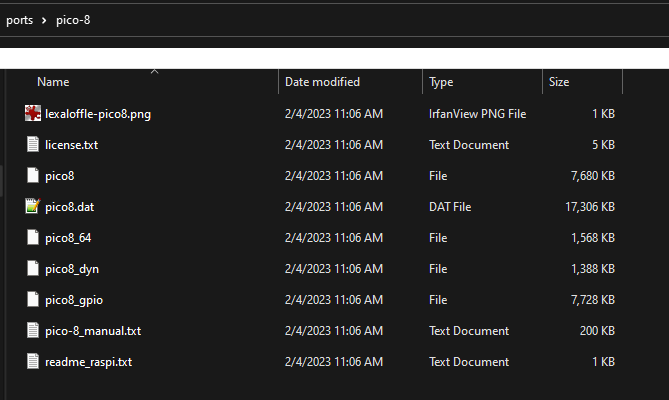 ports > pico-8
Name Date modified Type Size
lexaloffle-pico8.png 2/4/2023 11:06 AM IrfanView PNG File 1 KB
license.txt 2/4/2023 11:06 AM Text Document 5 KB
pico8 2/4/2023 11:06 AM File 7,680 KB
pico8.dat 2/4/2023 11:06 AM DAT File 17,306 KB
pico8_64 2/4/2023 11:06 AM File 1,568 KB
pico8_dyn 2/4/2023 11:06 AM File 1,388 KB
pico8_gpio 2/4/2023 11:06 AM File 7,728 KB
pico-8_manual.txt 2/4/2023 11:06 AM Text Document 200 KB
readme_raspi.txt 2/4/2023 11:06 AM Text Document 1 KB